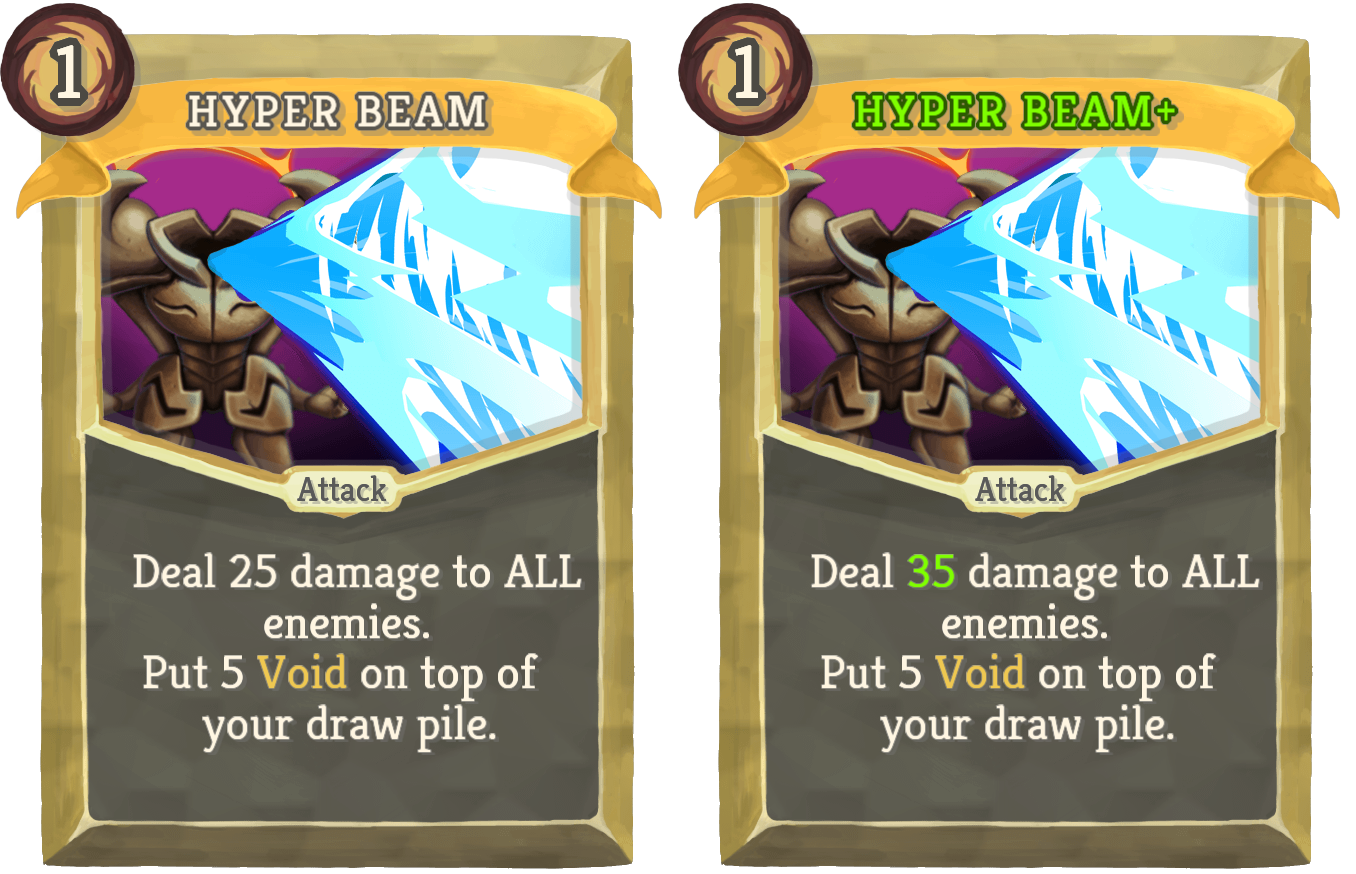 1
HYPER BEAM
Attack
Deal 25 damage to ALL
enemies.
Put 5 Void on top of
your draw pile.
1
HYPER BEAM+
Attack
Deal 35 damage to ALL
enemies.
Put 5 Void on top of
your draw pile.